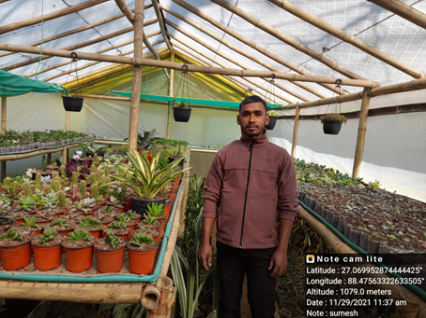 Note cam lite
Latitude : 27.069952874444425"
Longitude : 88.47563322633505"
Altitude : 1079.0 meters
Date : 11/29/2021 11:37 am
Note : sumesh